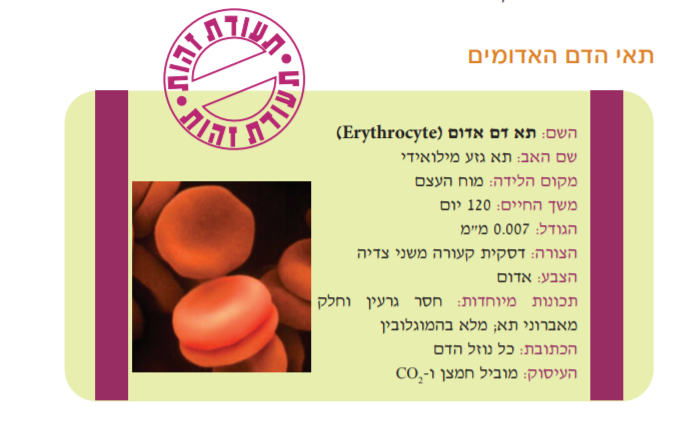 תאי הדם האדומים
תעודת זהות
תעודת זהות
השם: תא דם אדום (Erythrocyte)
שם האב: תא גזע מילואידי
מקום הלידה: מוח העצם
משך החיים: 120 יום
הגודל: 0.007 מ״מ
הצורה: דסקית קעורה משני צדיה
הצבע: אדום
תכונות מיוחדות: חסר גרעין וחלק
מאברוני תא; מלא בהמוגלובין
הכתובת: כל נוזל הדם
העיסוק: מוביל חמצן ו-CO₂